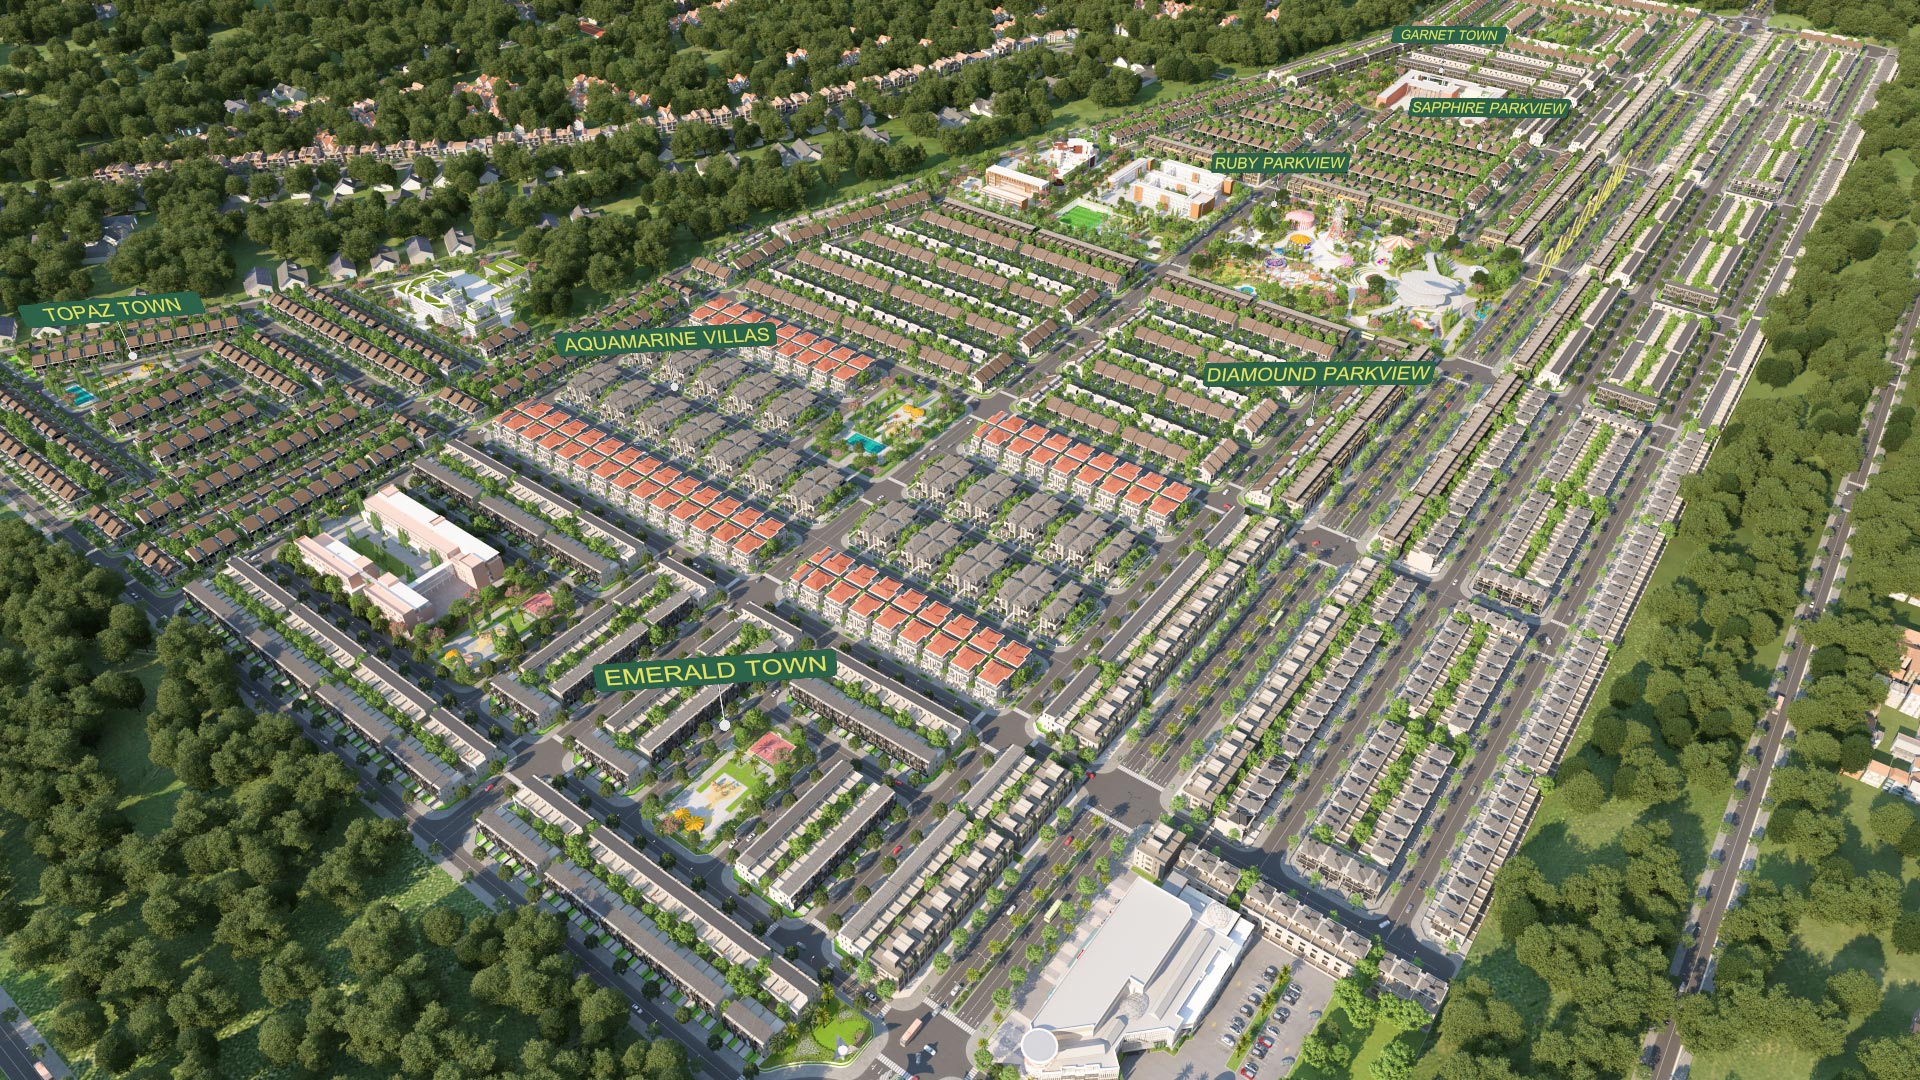 GARNET TOWN
SAPPHIRE PARKVIEW
RUBY PARKVIEW
TOPAZ TOWN
AQUAMARINE VILLAS
DIAMOUND PARKVIEW
EMERALD TOWN